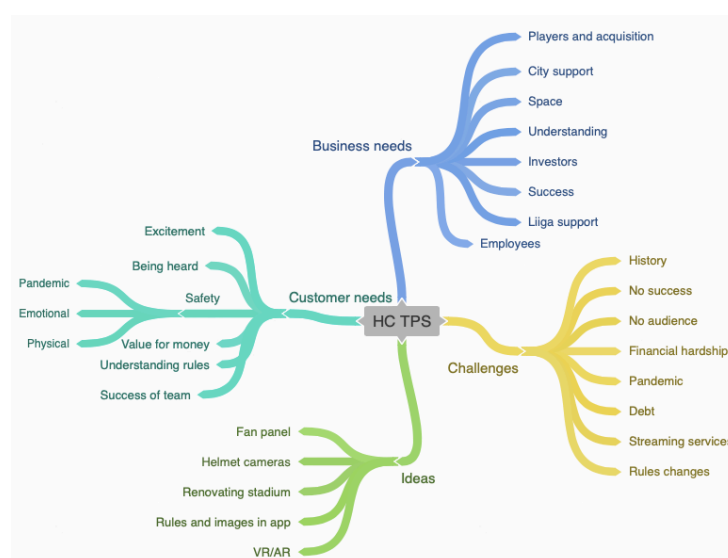 HC TPS
Business needs
Players and acquisition
City support
Space
Understanding
Investors
Success
Liiga support
Employees
Customer needs
Excitement
Being heard
Safety
Pandemic
Emotional
Physical
Value for money
Understanding rules
Success of team
Challenges
History
No success
No audience
Financial hardship
Pandemic
Debt
Streaming services
Rules changes
Ideas
Fan panel
Helmet cameras
Renovating stadium
Rules and images in app
VR/AR